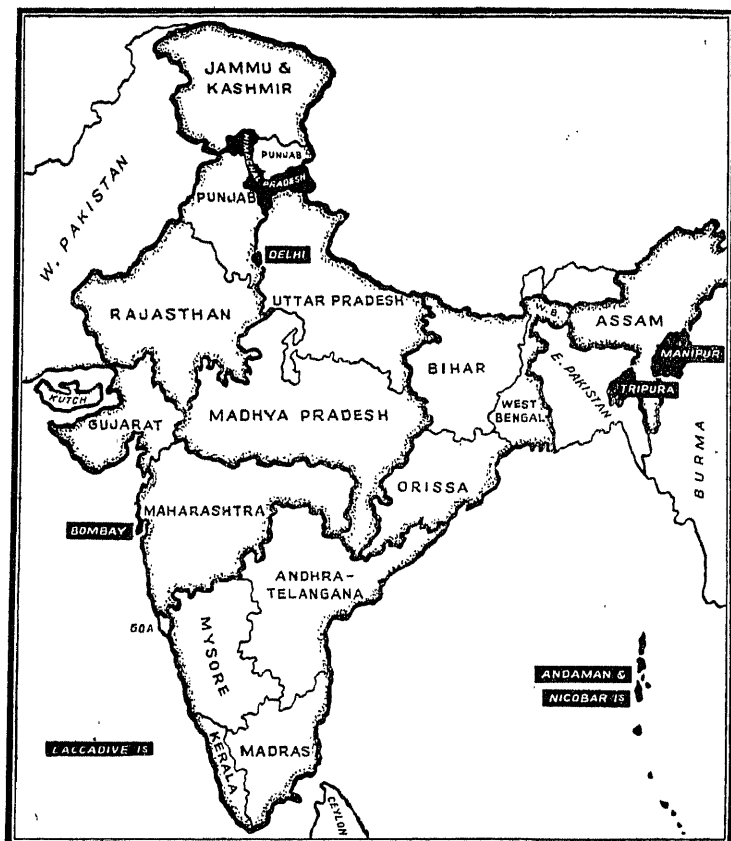 JAMMU &
KASHMIR
PUNJAB
HIMACHAL
PRADESH
PUNJAB
W. PAKISTAN
DELHI
RAJASTHAN
UTTAR PRADESH
W.B.
ASSAM
BIHAR
E. PAKISTAN
MANIPUR
TRIPURA
KUTCH
GUJARAT
MADHYA PRADESH
WEST
BENGAL
BURMA
ORISSA
MAHARASHTRA
BOMBAY
ANDHRA-
TELANGANA
GOA
MYSORE
ANDAMAN &
NICOBAR IS
LACCADIVE IS
KERALA
MADRAS
CEYLON